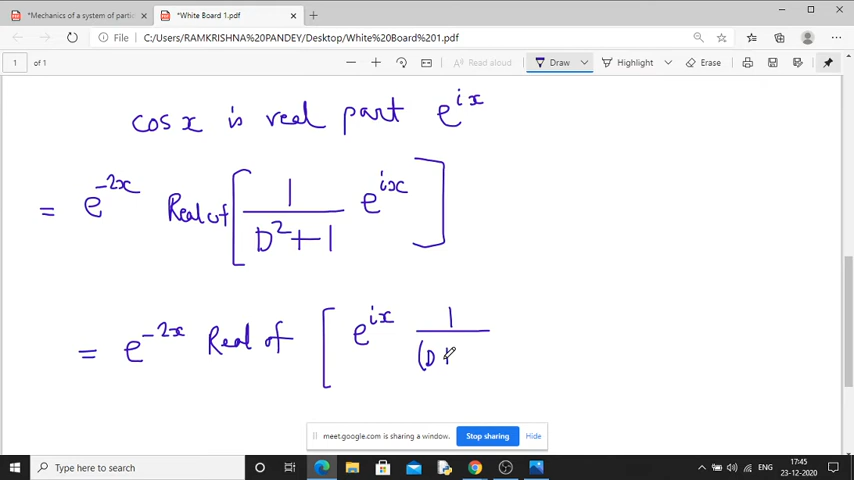 *Mechanics of a system of partic
*White Board 1.pdf
File | C:/Users/RAMKRISHNA%20PANDEY/Desktop/White%20Board%201.pdf
1 of 1
Read aloud
Draw
Highlight
Erase
cos x is real part e^{ix}
= e^{-2x} Real of [ \frac{1}{D^2+1} e^{ix} ]
= e^{-2x} Real of [ e^{ix} \frac{1}{(D +
meet.google.com is sharing a window.
Stop sharing
Hide
Type here to search
ENG
17:45
23-12-2020